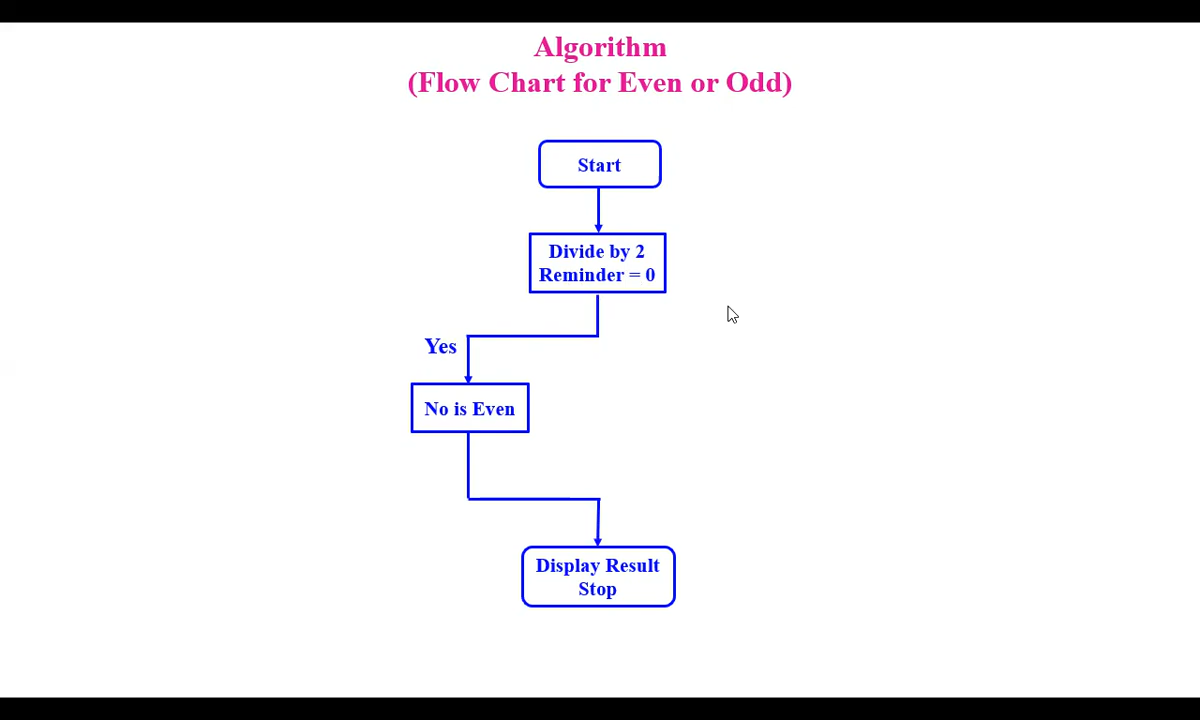 Algorithm
(Flow Chart for Even or Odd)
Start
Divide by 2
Reminder = 0
Yes
No is Even
Display Result
Stop